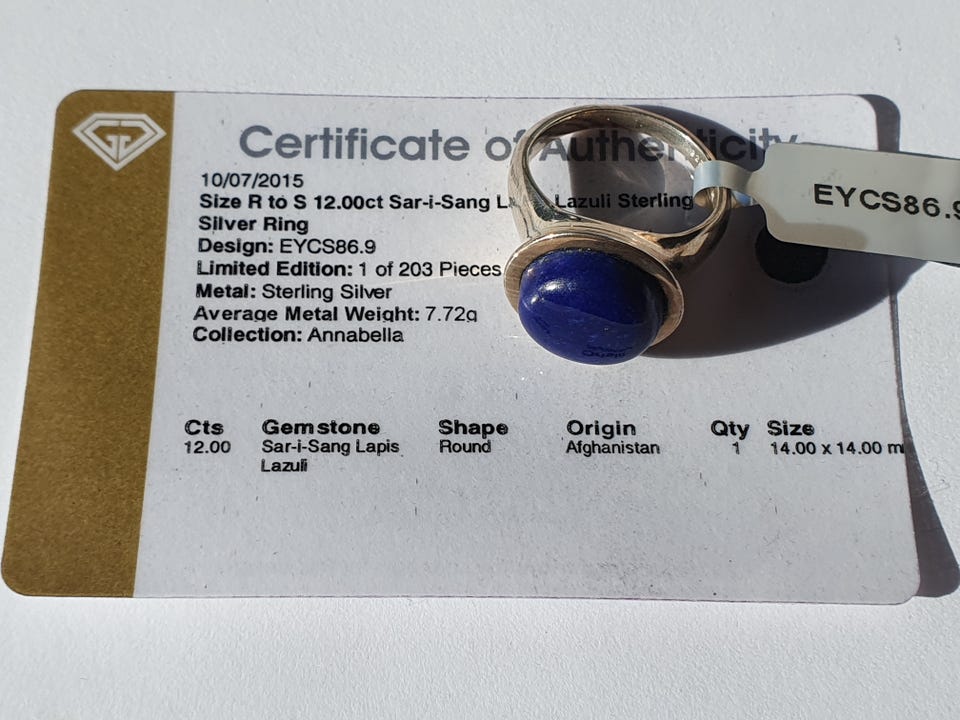 Certificate of Authenticity
10/07/2015
Size R to S 12.00ct Sar-i-Sang Lazuli Sterling
Silver Ring
Design: EYCS86.9
Limited Edition: 1 of 203 Pieces
Metal: Sterling Silver
Average Metal Weight: 7.72g
Collection: Annabella
EYCS86.9
Cts Gemstone Shape Origin Qty Size
12.00 Sar-i-Sang Lapis Round Afghanistan 1 14.00 x 14.00 m
Lazuli